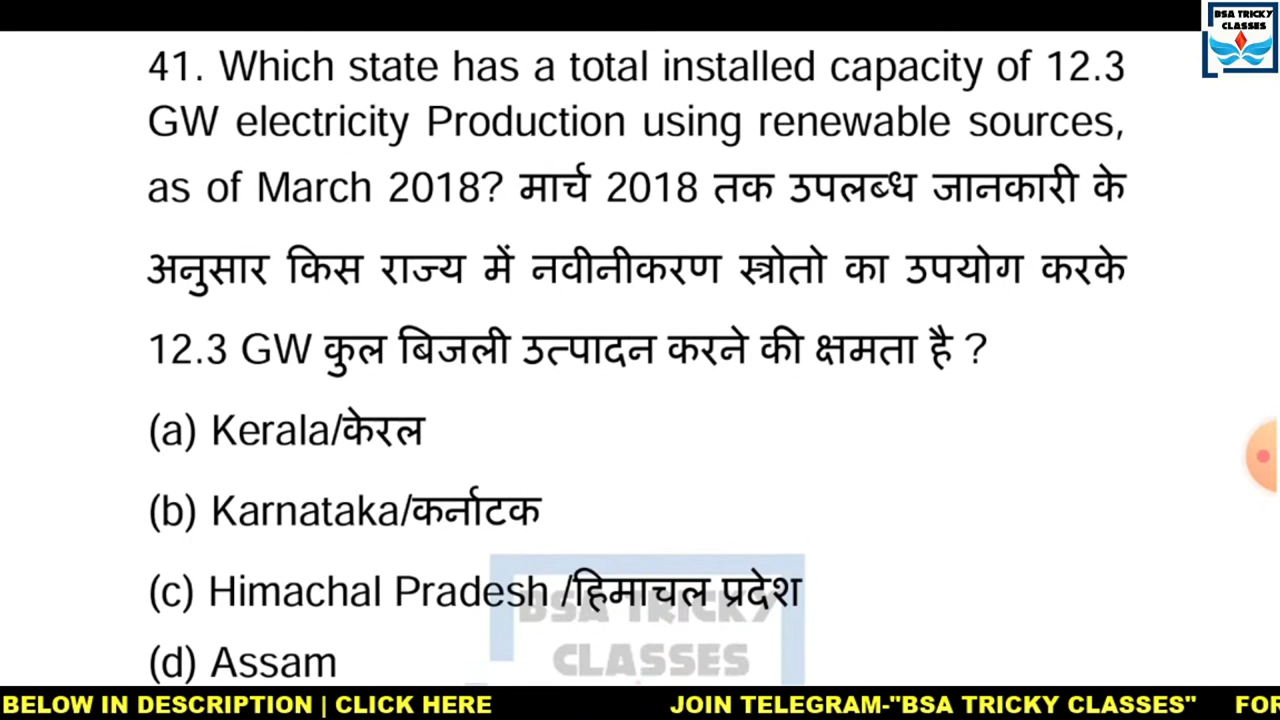 BSA TRICKY
CLASSES
41. Which state has a total installed capacity of 12.3
GW electricity Production using renewable sources,
as of March 2018? मार्च 2018 तक उपलब्ध जानकारी के
अनुसार किस राज्य में नवीनीकरण स्त्रोतो का उपयोग करके
12.3 GW कुल बिजली उत्पादन करने की क्षमता है ?
(a) Kerala/केरल
(b) Karnataka/कर्नाटक
(c) Himachal Pradesh /हिमाचल प्रदेश
BSA TRICKY
CLASSES
(d) Assam
BELOW IN DESCRIPTION | CLICK HERE JOIN TELEGRAM-"BSA TRICKY CLASSES" FOR